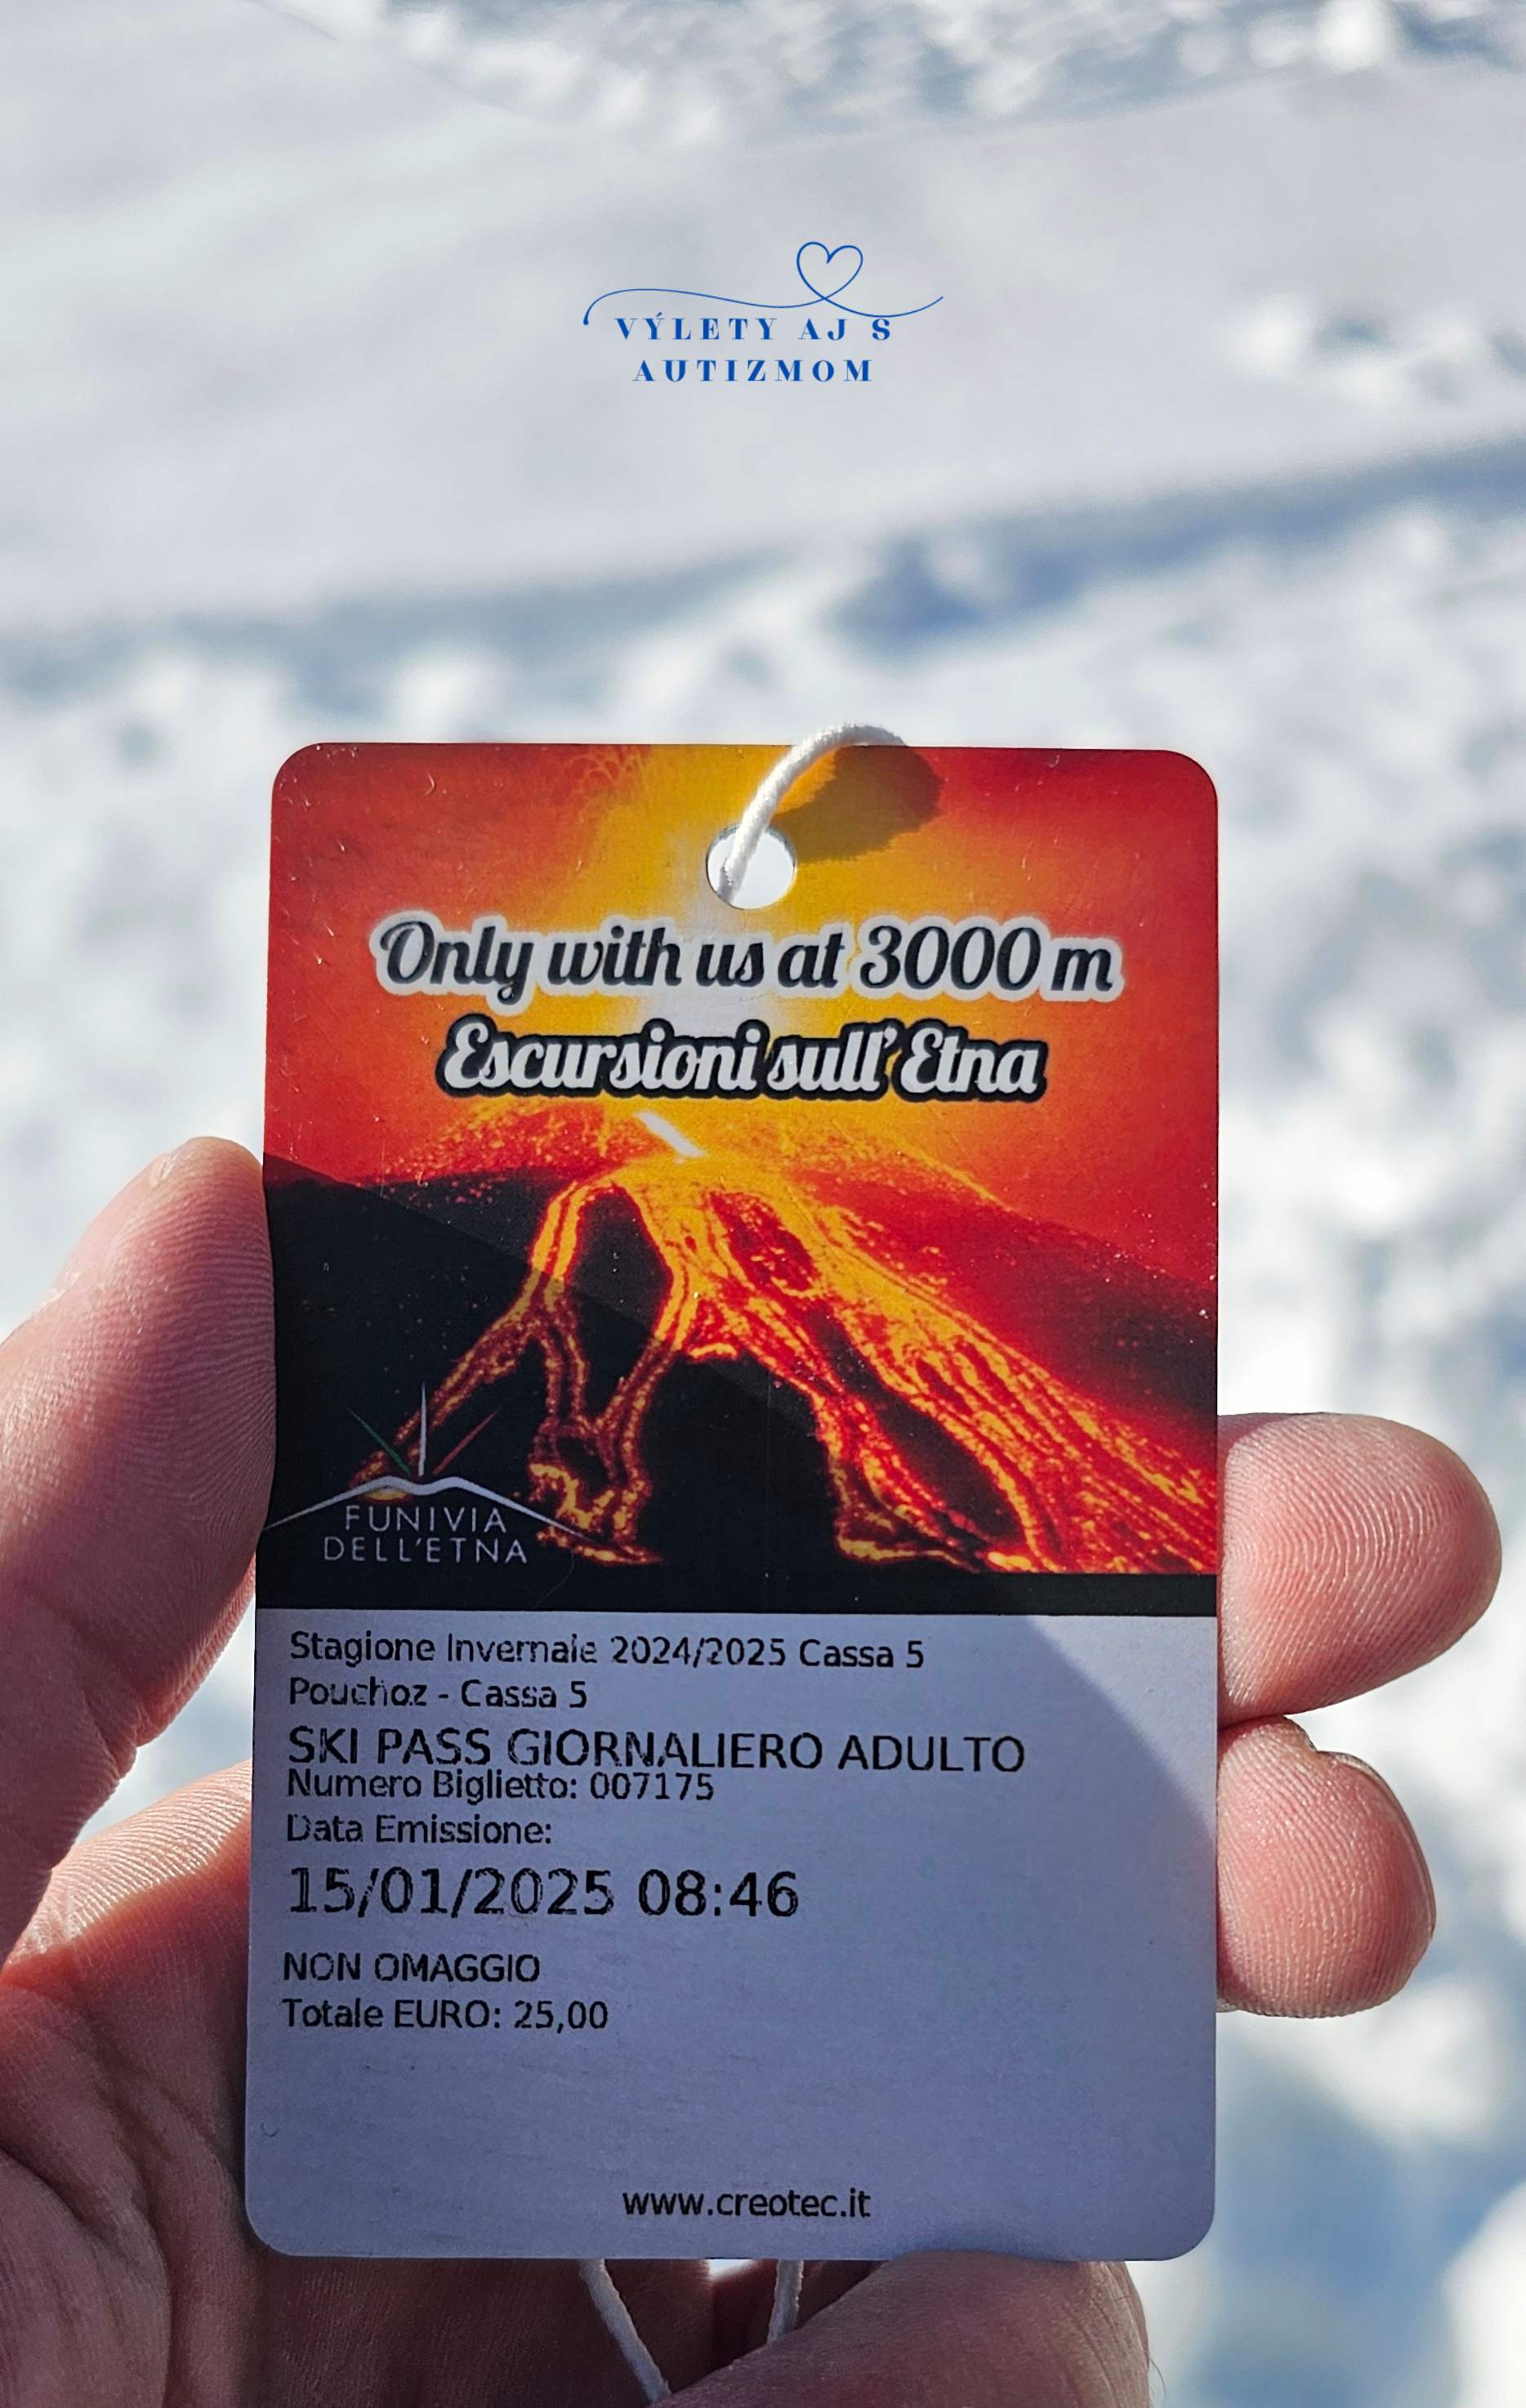 VÝLETY AJ S
AUTIZMOM
Only with us at 3000 m
Escursioni sull'Etna
FUNIVIA
DELL'ETNA
Stagione Invernale 2024/2025 Cassa 5
Pouchoz - Cassa 5
SKI PASS GIORNALIERO ADULTO
Numero Biglietto: 007175
Data Emissione:
15/01/2025 08:46
NON OMAGGIO
Totale EURO: 25,00
www.creotec.it